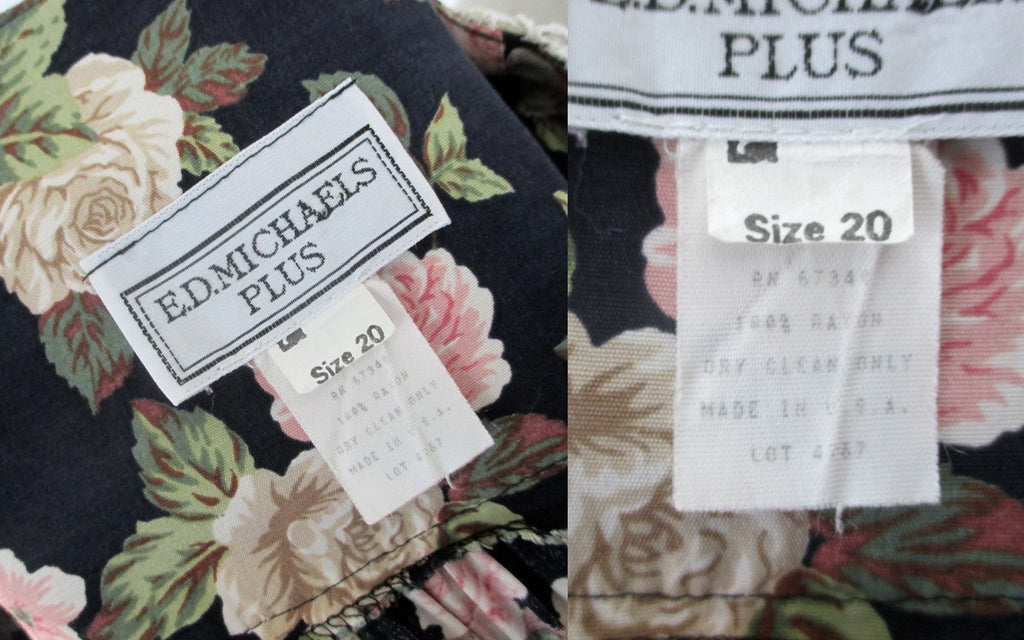 E.D.MICHAELS
PLUS
Size 20
100% RAYON
DRY CLEAN ONLY
MADE IN U.S.A.
PLUS
Size 20
100% RAYON
DRY CLEAN ONLY
MADE IN U.S.A.